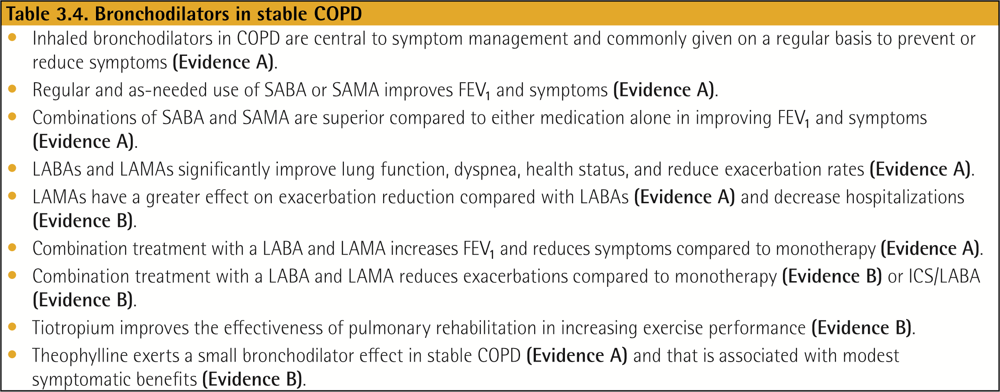 Table 3.4. Bronchodilators in stable COPD
• Inhaled bronchodilators in COPD are central to symptom management and commonly given on a regular basis to prevent or
reduce symptoms (Evidence A).
• Regular and as-needed use of SABA or SAMA improves FEV₁ and symptoms (Evidence A).
• Combinations of SABA and SAMA are superior compared to either medication alone in improving FEV₁ and symptoms
(Evidence A).
• LABAs and LAMAs significantly improve lung function, dyspnea, health status, and reduce exacerbation rates (Evidence A).
• LAMAs have a greater effect on exacerbation reduction compared with LABAs (Evidence A) and decrease hospitalizations
(Evidence B).
• Combination treatment with a LABA and LAMA increases FEV₁ and reduces symptoms compared to monotherapy (Evidence A).
• Combination treatment with a LABA and LAMA reduces exacerbations compared to monotherapy (Evidence B) or ICS/LABA
(Evidence B).
• Tiotropium improves the effectiveness of pulmonary rehabilitation in increasing exercise performance (Evidence B).
• Theophylline exerts a small bronchodilator effect in stable COPD (Evidence A) and that is associated with modest
symptomatic benefits (Evidence B).